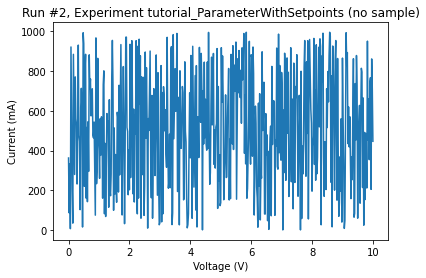 Run #2, Experiment tutorial_ParameterWithSetpoints (no sample)
1000
800
600
400
200
0
Current (mA)
0 2 4 6 8 10
Voltage (V)